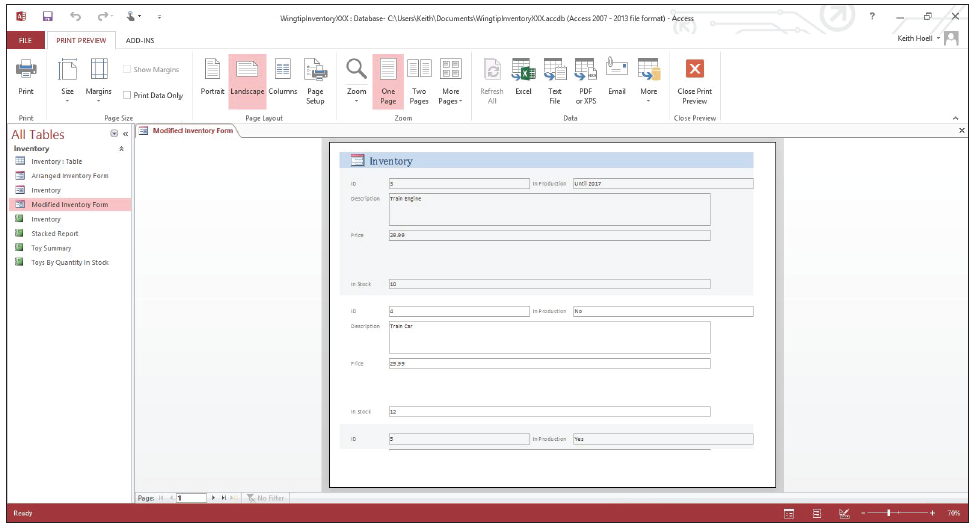 WingtipInventoryXXX : Database- C:\Users\Keith\Documents\WingtipInventoryXXX.accdb (Access 2007 - 2013 file format) - Access
?
FILE PRINT PREVIEW ADD-INS
Keith Hoell
Print Size Margins Show Margins Print Data Only
Portrait Landscape Columns Page Setup
Zoom One Page Two Pages More Pages
Refresh All Excel Text File PDF or XPS Email More Close Print Preview
Print Page Size Page Layout Zoom Data Close Preview
All Tables «
Modified Inventory Form
Inventory
Inventory : Table
Arranged Inventory Form
Inventory
Modified Inventory Form
Inventory
Stacked Report
Toy Summary
Toys By Quantity In Stock
Inventory
ID 3 In Production Until 2017
Description Train Engine
Price 29.98
In Stock 10
ID 4 In Production No
Description Train Car
Price 29.99
In Stock 12
ID 5 In Production Yes
Page: 1 No Filter
Ready 70%